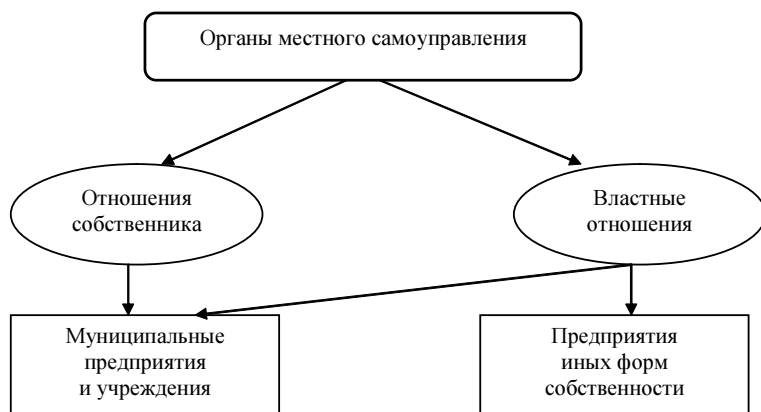 Органы местного самоуправления
Отношения
собственника
Властные
отношения
Муниципальные
предприятия
и учреждения
Предприятия
иных форм
собственности